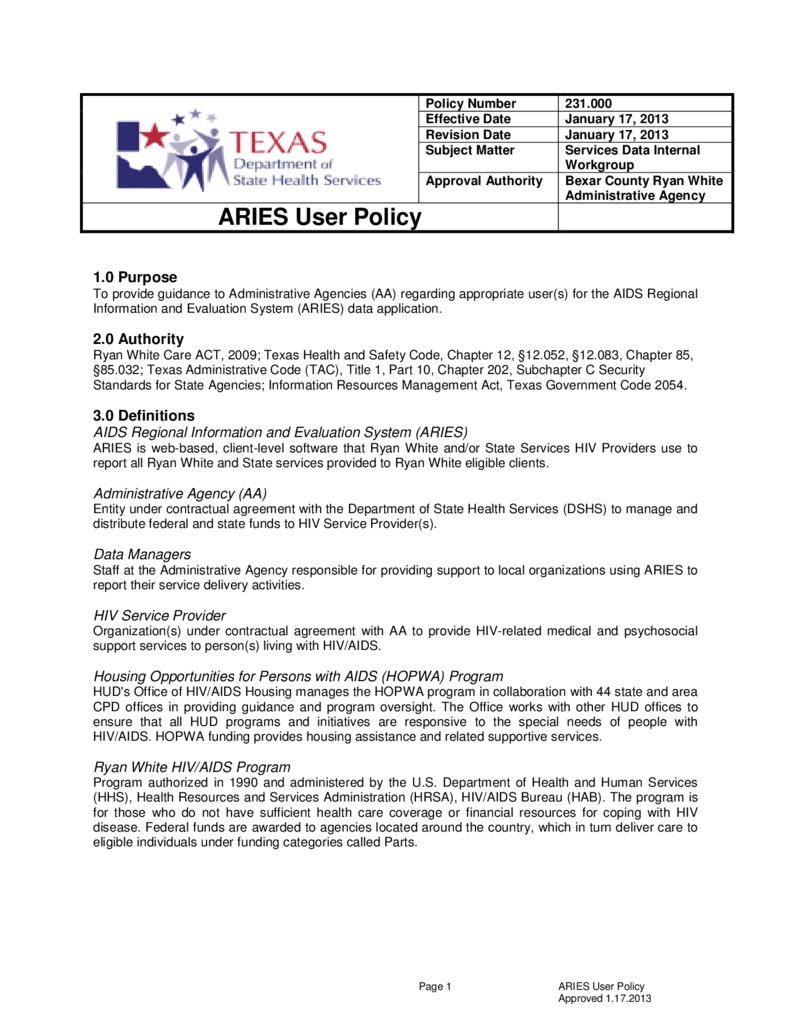 TEXAS
Department of
State Health Services
Policy Number 231.000
Effective Date January 17, 2013
Revision Date January 17, 2013
Subject Matter Services Data Internal
Workgroup
Approval Authority Bexar County Ryan White
Administrative Agency
ARIES User Policy
1.0 Purpose
To provide guidance to Administrative Agencies (AA) regarding appropriate user(s) for the AIDS Regional
Information and Evaluation System (ARIES) data application.
2.0 Authority
Ryan White Care ACT, 2009; Texas Health and Safety Code, Chapter 12, §12.052, §12.083, Chapter 85,
§85.032; Texas Administrative Code (TAC), Title 1, Part 10, Chapter 202, Subchapter C Security
Standards for State Agencies; Information Resources Management Act, Texas Government Code 2054.
3.0 Definitions
AIDS Regional Information and Evaluation System (ARIES)
ARIES is web-based, client-level software that Ryan White and/or State Services HIV Providers use to
report all Ryan White and State services provided to Ryan White eligible clients.
Administrative Agency (AA)
Entity under contractual agreement with the Department of State Health Services (DSHS) to manage and
distribute federal and state funds to HIV Service Provider(s).
Data Managers
Staff at the Administrative Agency responsible for providing support to local organizations using ARIES to
report their service delivery activities.
HIV Service Provider
Organization(s) under contractual agreement with AA to provide HIV-related medical and psychosocial
support services to person(s) living with HIV/AIDS.
Housing Opportunities for Persons with AIDS (HOPWA) Program
HUD's Office of HIV/AIDS Housing manages the HOPWA program in collaboration with 44 state and area
CPD offices in providing guidance and program oversight. The Office works with other HUD offices to
ensure that all HUD programs and initiatives are responsive to the special needs of people with
HIV/AIDS. HOPWA funding provides housing assistance and related supportive services.
Ryan White HIV/AIDS Program
Program authorized in 1990 and administered by the U.S. Department of Health and Human Services
(HHS), Health Resources and Services Administration (HRSA), HIV/AIDS Bureau (HAB). The program is
for those who do not have sufficient health care coverage or financial resources for coping with HIV
disease. Federal funds are awarded to agencies located around the country, which in turn deliver care to
eligible individuals under funding categories called Parts.
Page 1 ARIES User Policy
Approved 1.17.2013